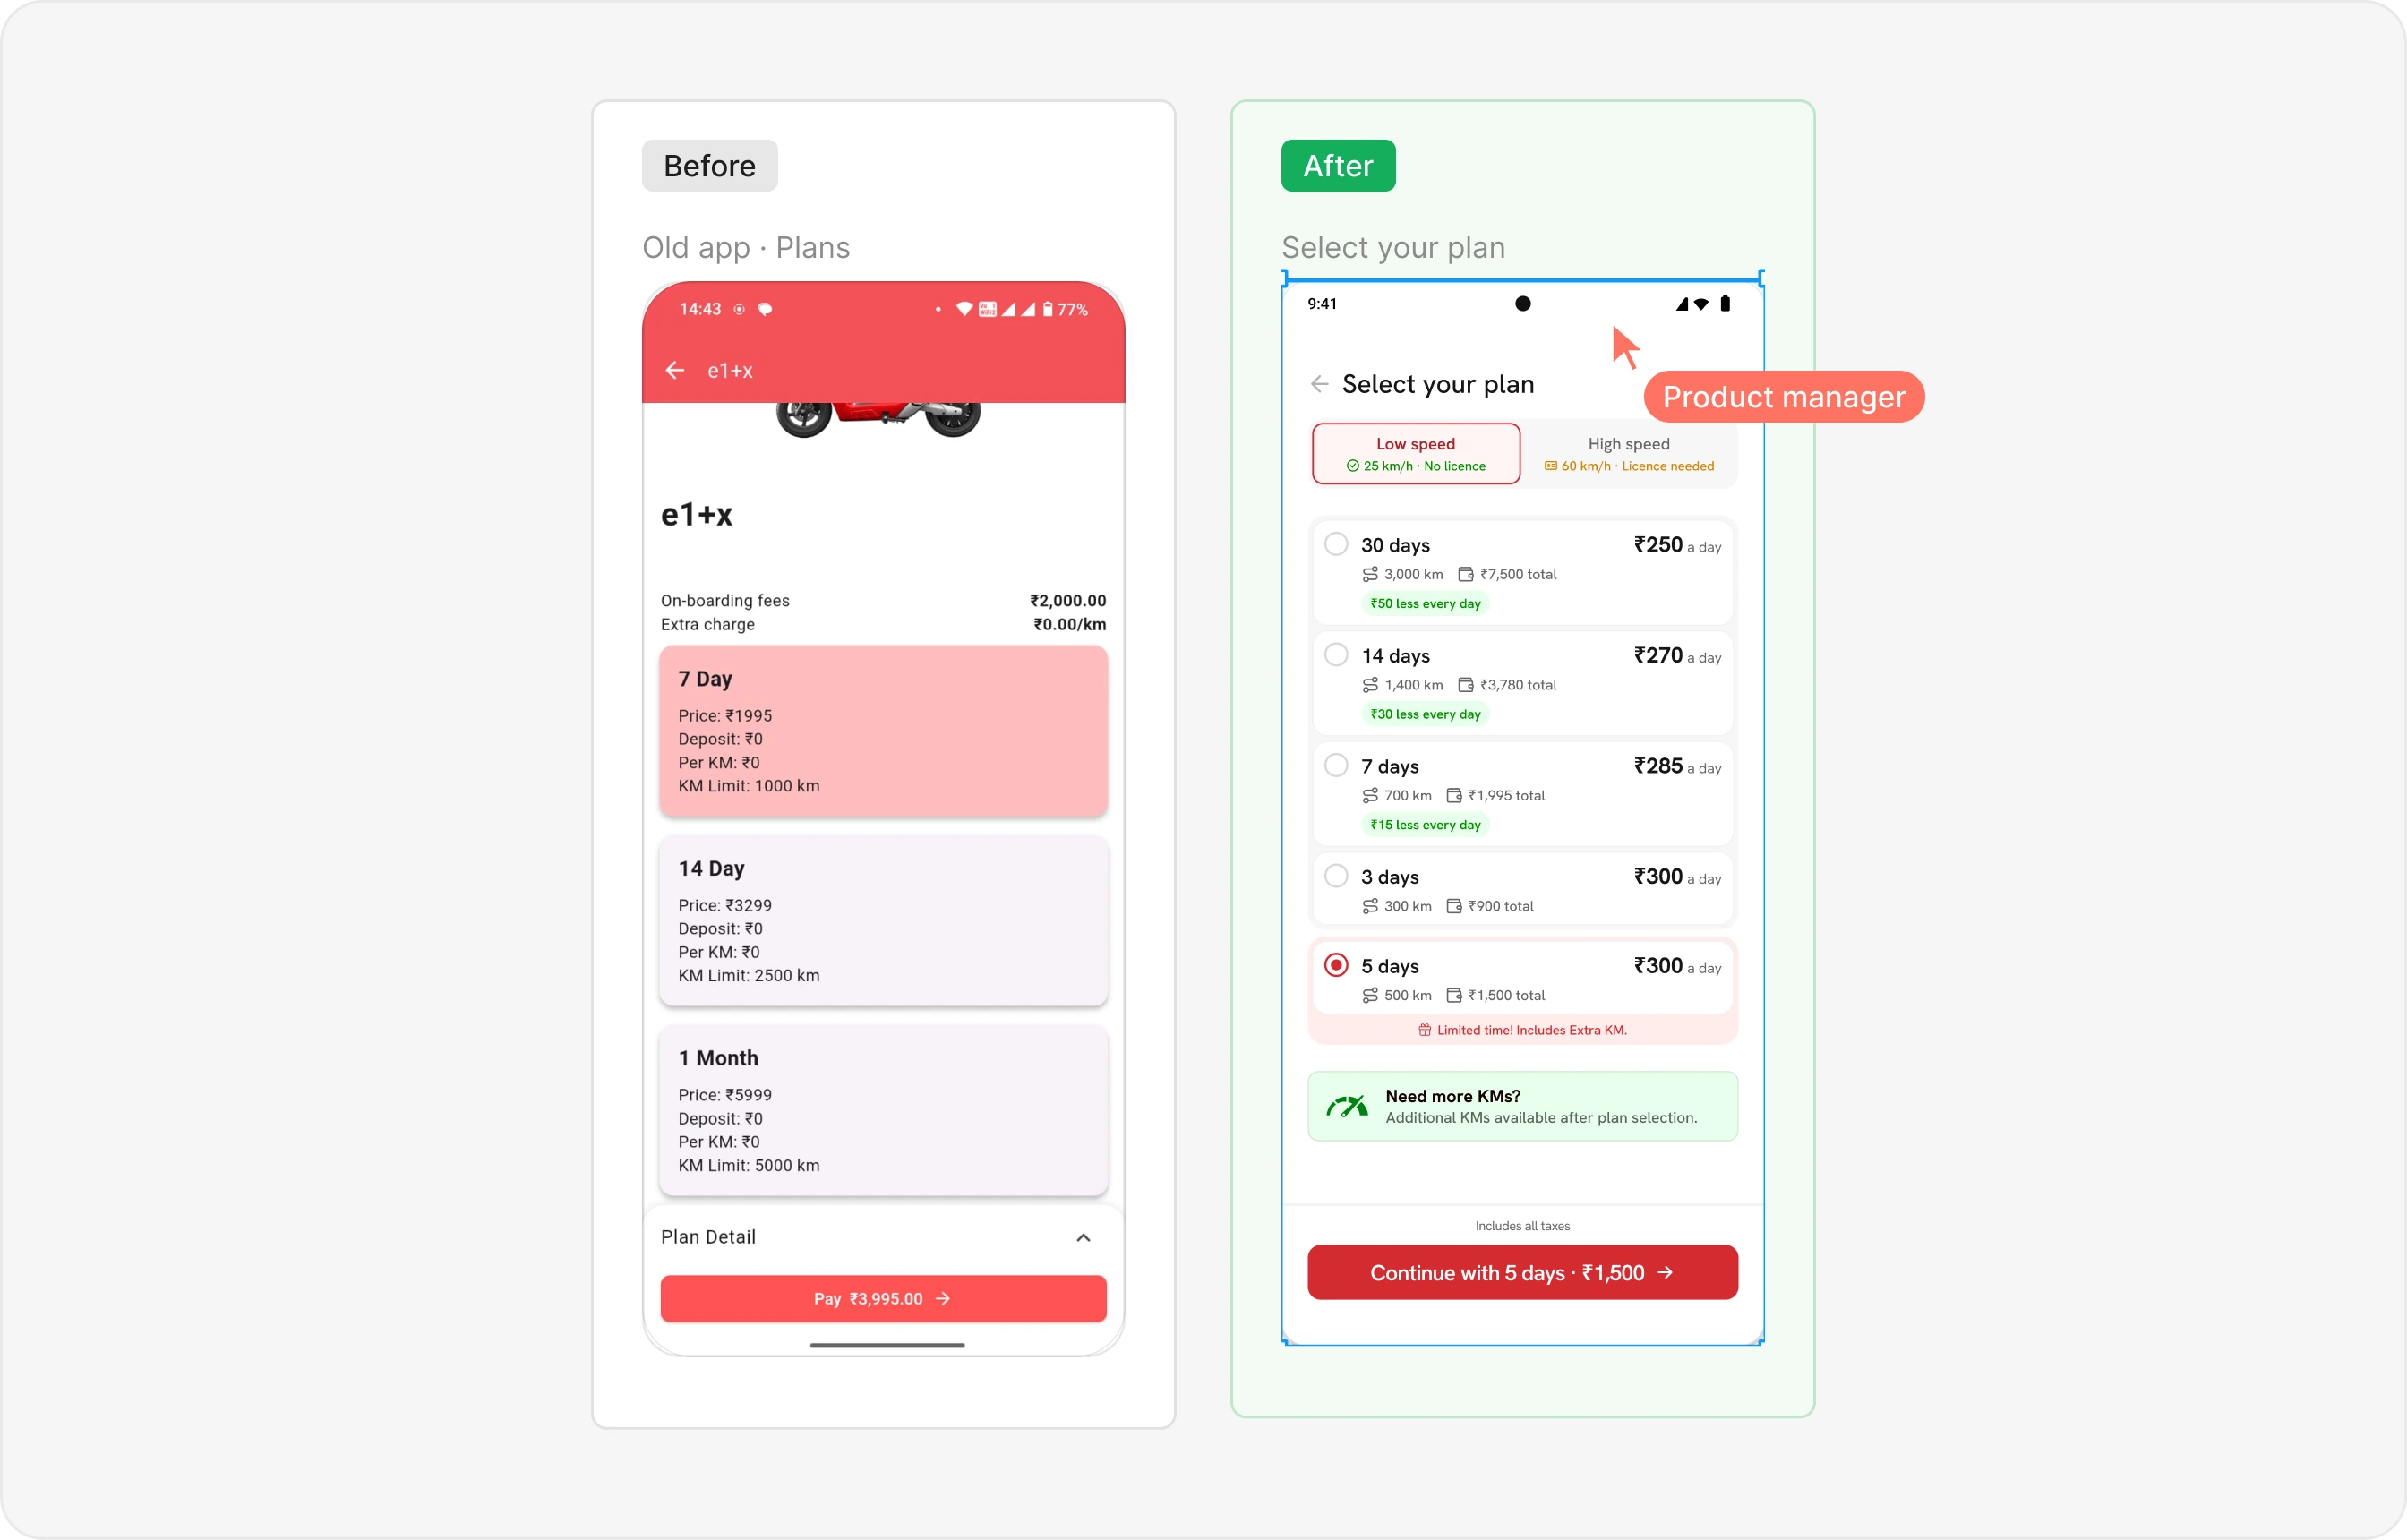 Before
Old app · Plans
14:43
77%
e1+x
e1+x
On-boarding fees ₹2,000.00
Extra charge ₹0.00/km
7 Day
Price: ₹1995
Deposit: ₹0
Per KM: ₹0
KM Limit: 1000 km
14 Day
Price: ₹3299
Deposit: ₹0
Per KM: ₹0
KM Limit: 2500 km
1 Month
Price: ₹5999
Deposit: ₹0
Per KM: ₹0
KM Limit: 5000 km
Plan Detail
Pay ₹3,995.00
After
Select your plan
9:41
Select your plan
Product manager
Low speed
25 km/h · No licence
High speed
60 km/h · Licence needed
30 days ₹250 a day
3,000 km ₹7,500 total
₹50 less every day
14 days ₹270 a day
1,400 km ₹3,780 total
₹30 less every day
7 days ₹285 a day
700 km ₹1,995 total
₹15 less every day
3 days ₹300 a day
300 km ₹900 total
5 days ₹300 a day
500 km ₹1,500 total
Limited time! Includes Extra KM.
Need more KMs?
Additional KMs available after plan selection.
Includes all taxes
Continue with 5 days · ₹1,500